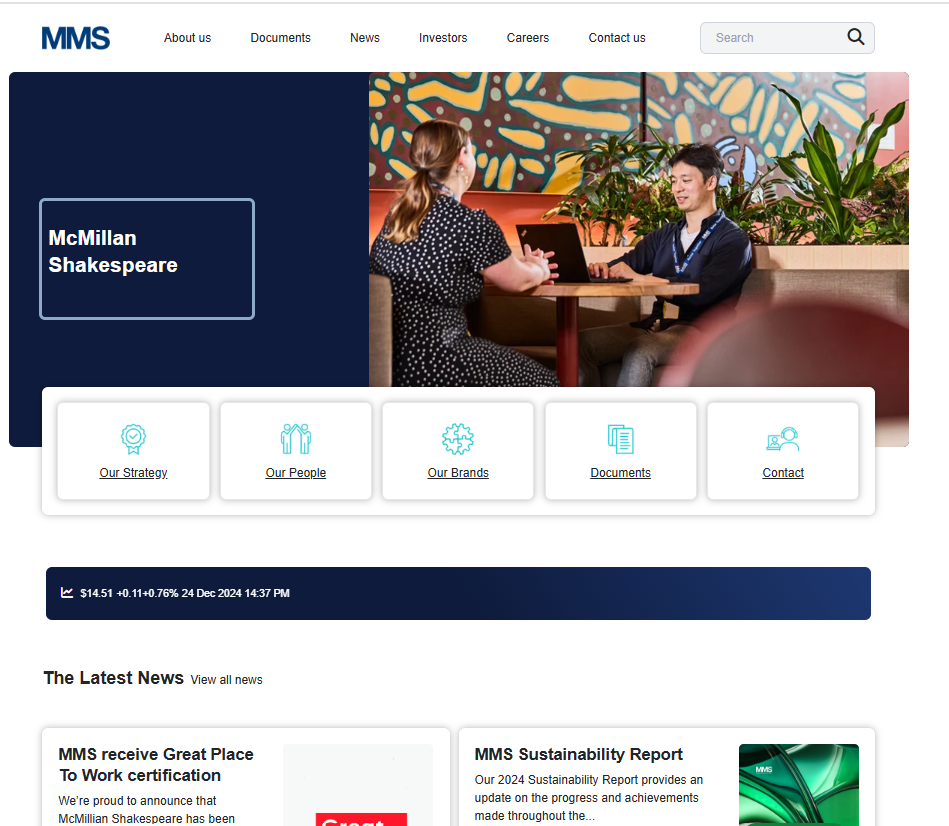 MMS
About us
Documents
News
Investors
Careers
Contact us
Search
McMillan
Shakespeare
Our Strategy
Our People
Our Brands
Documents
Contact
$14.51 +0.11+0.76% 24 Dec 2024 14:37 PM
The Latest News View all news
MMS receive Great Place
To Work certification
We're proud to announce that
McMillian Shakespeare has been
Great
MMS Sustainability Report
Our 2024 Sustainability Report provides an
update on the progress and achievements
made throughout the...
MMS